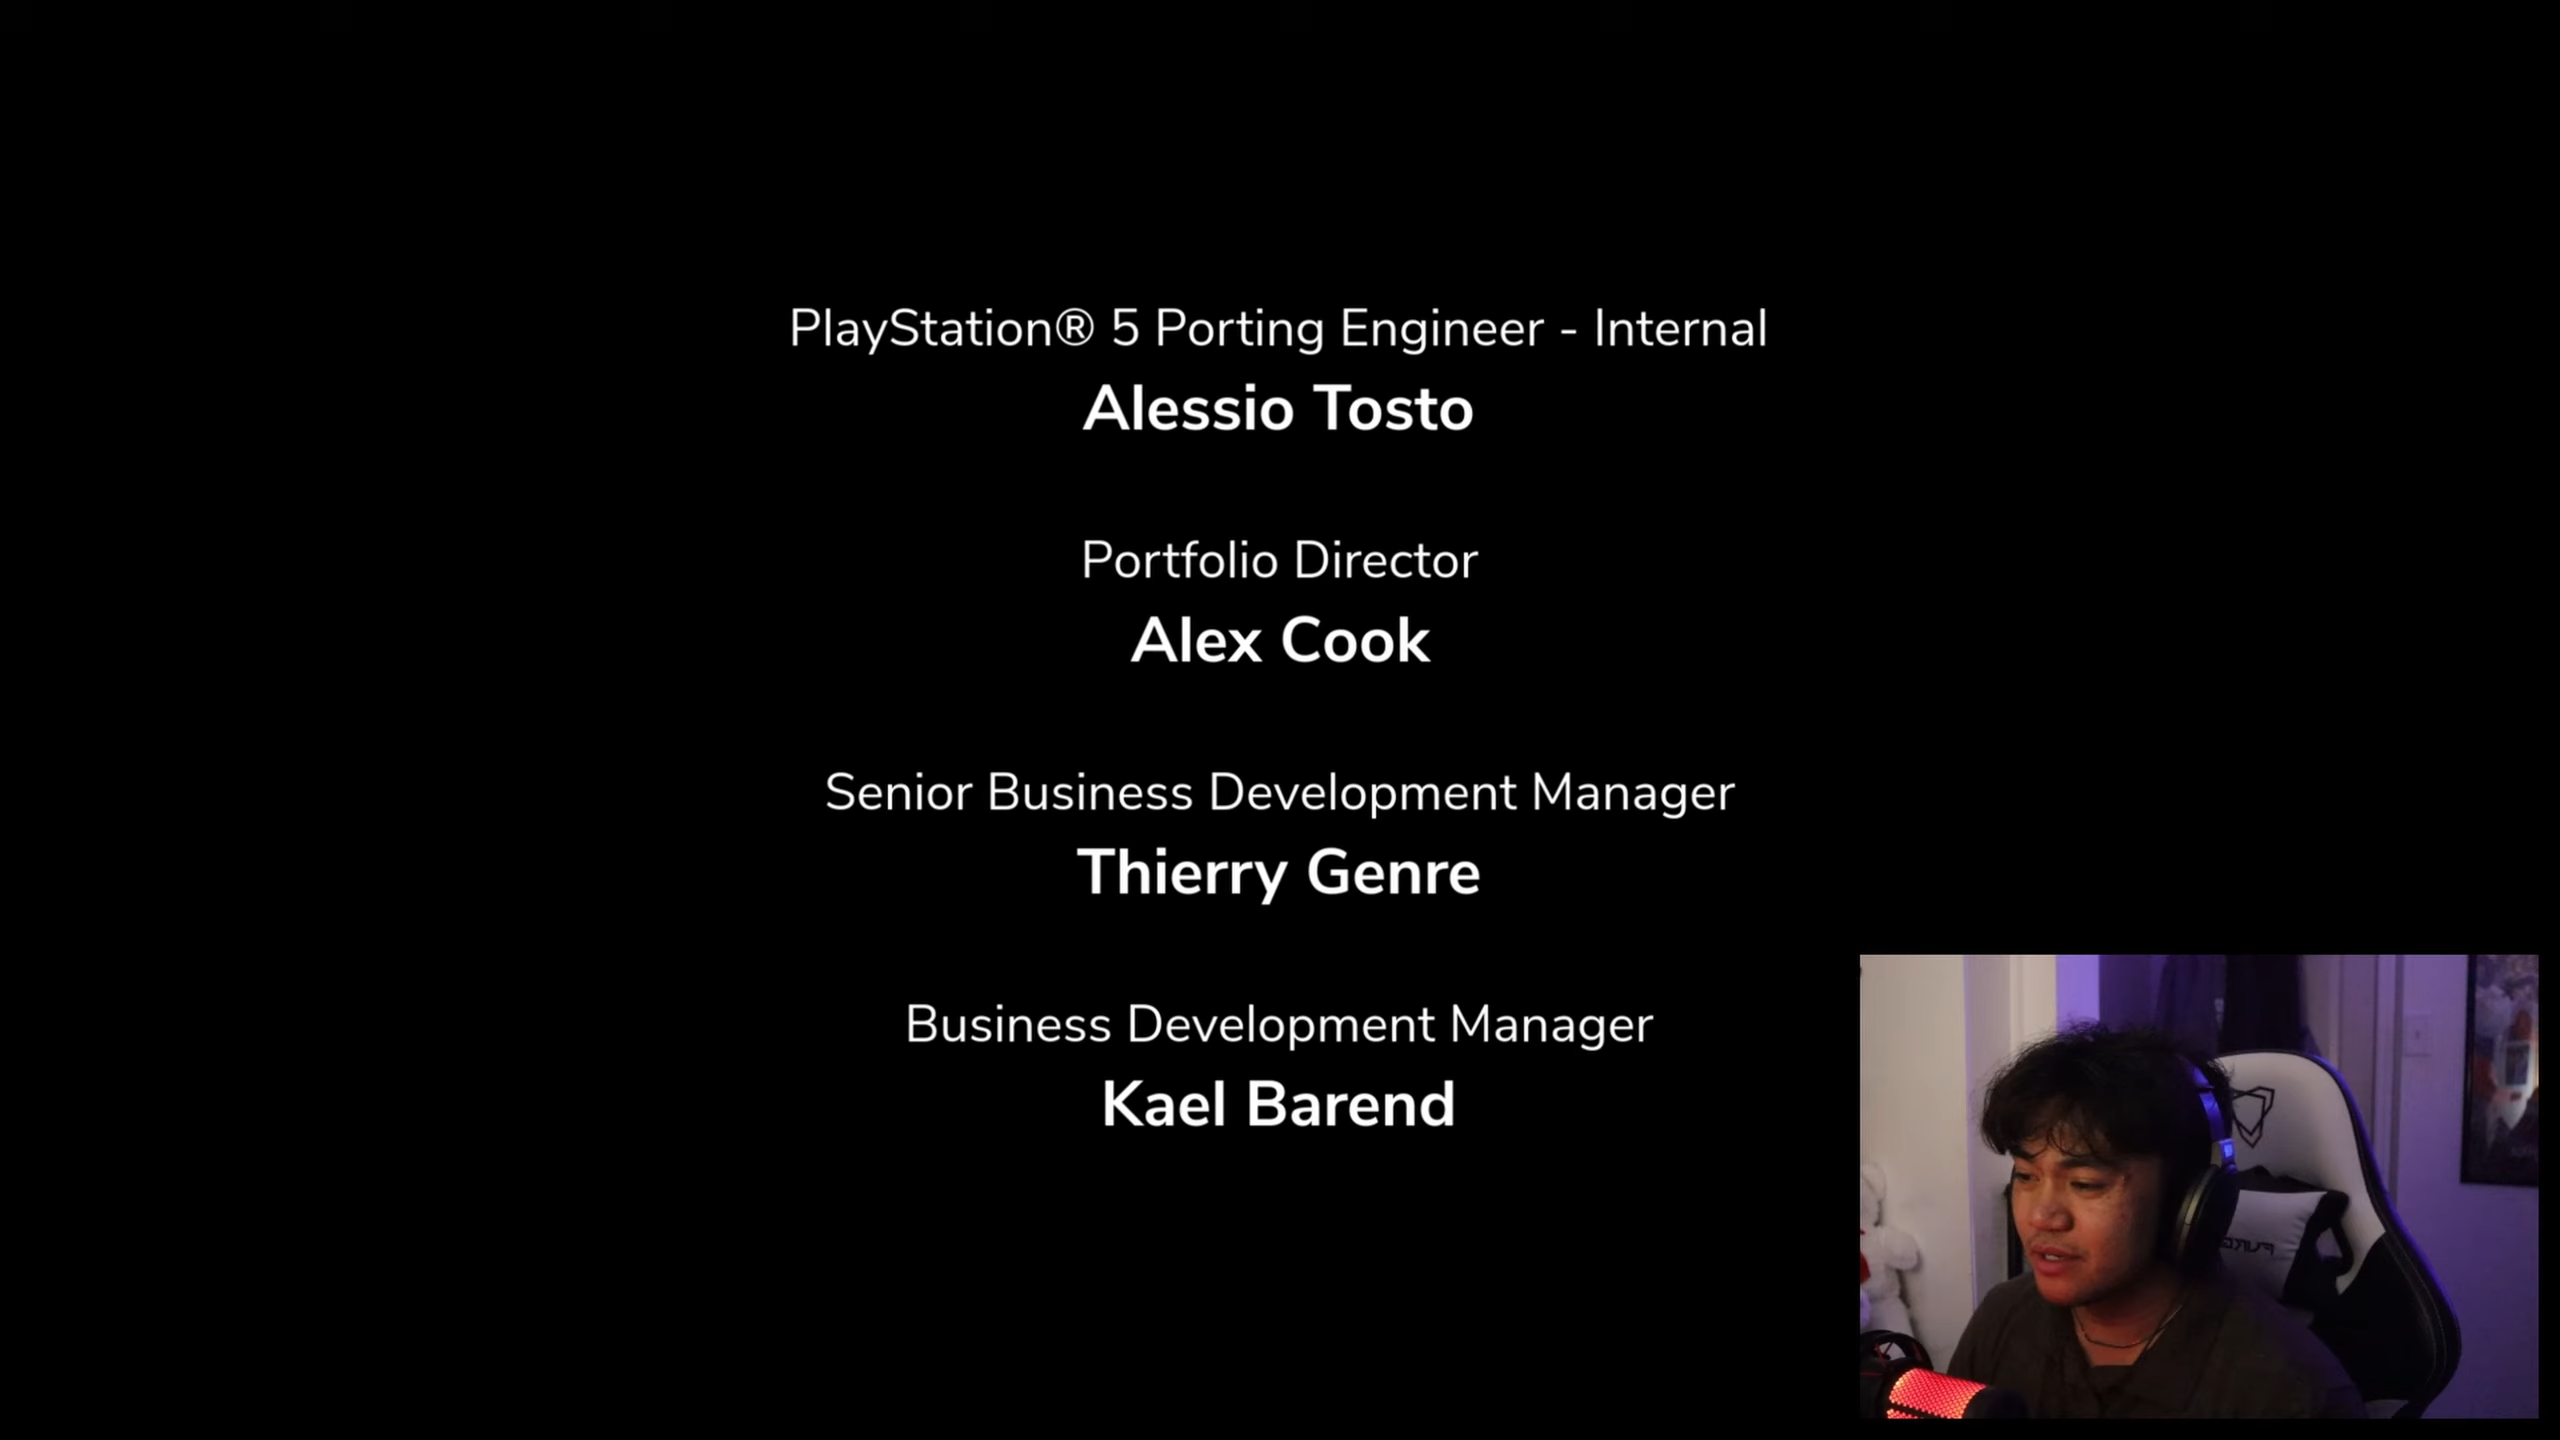 PlayStation® 5 Porting Engineer - Internal
Alessio Tosto
Portfolio Director
Alex Cook
Senior Business Development Manager
Thierry Genre
Business Development Manager
Kael Barend